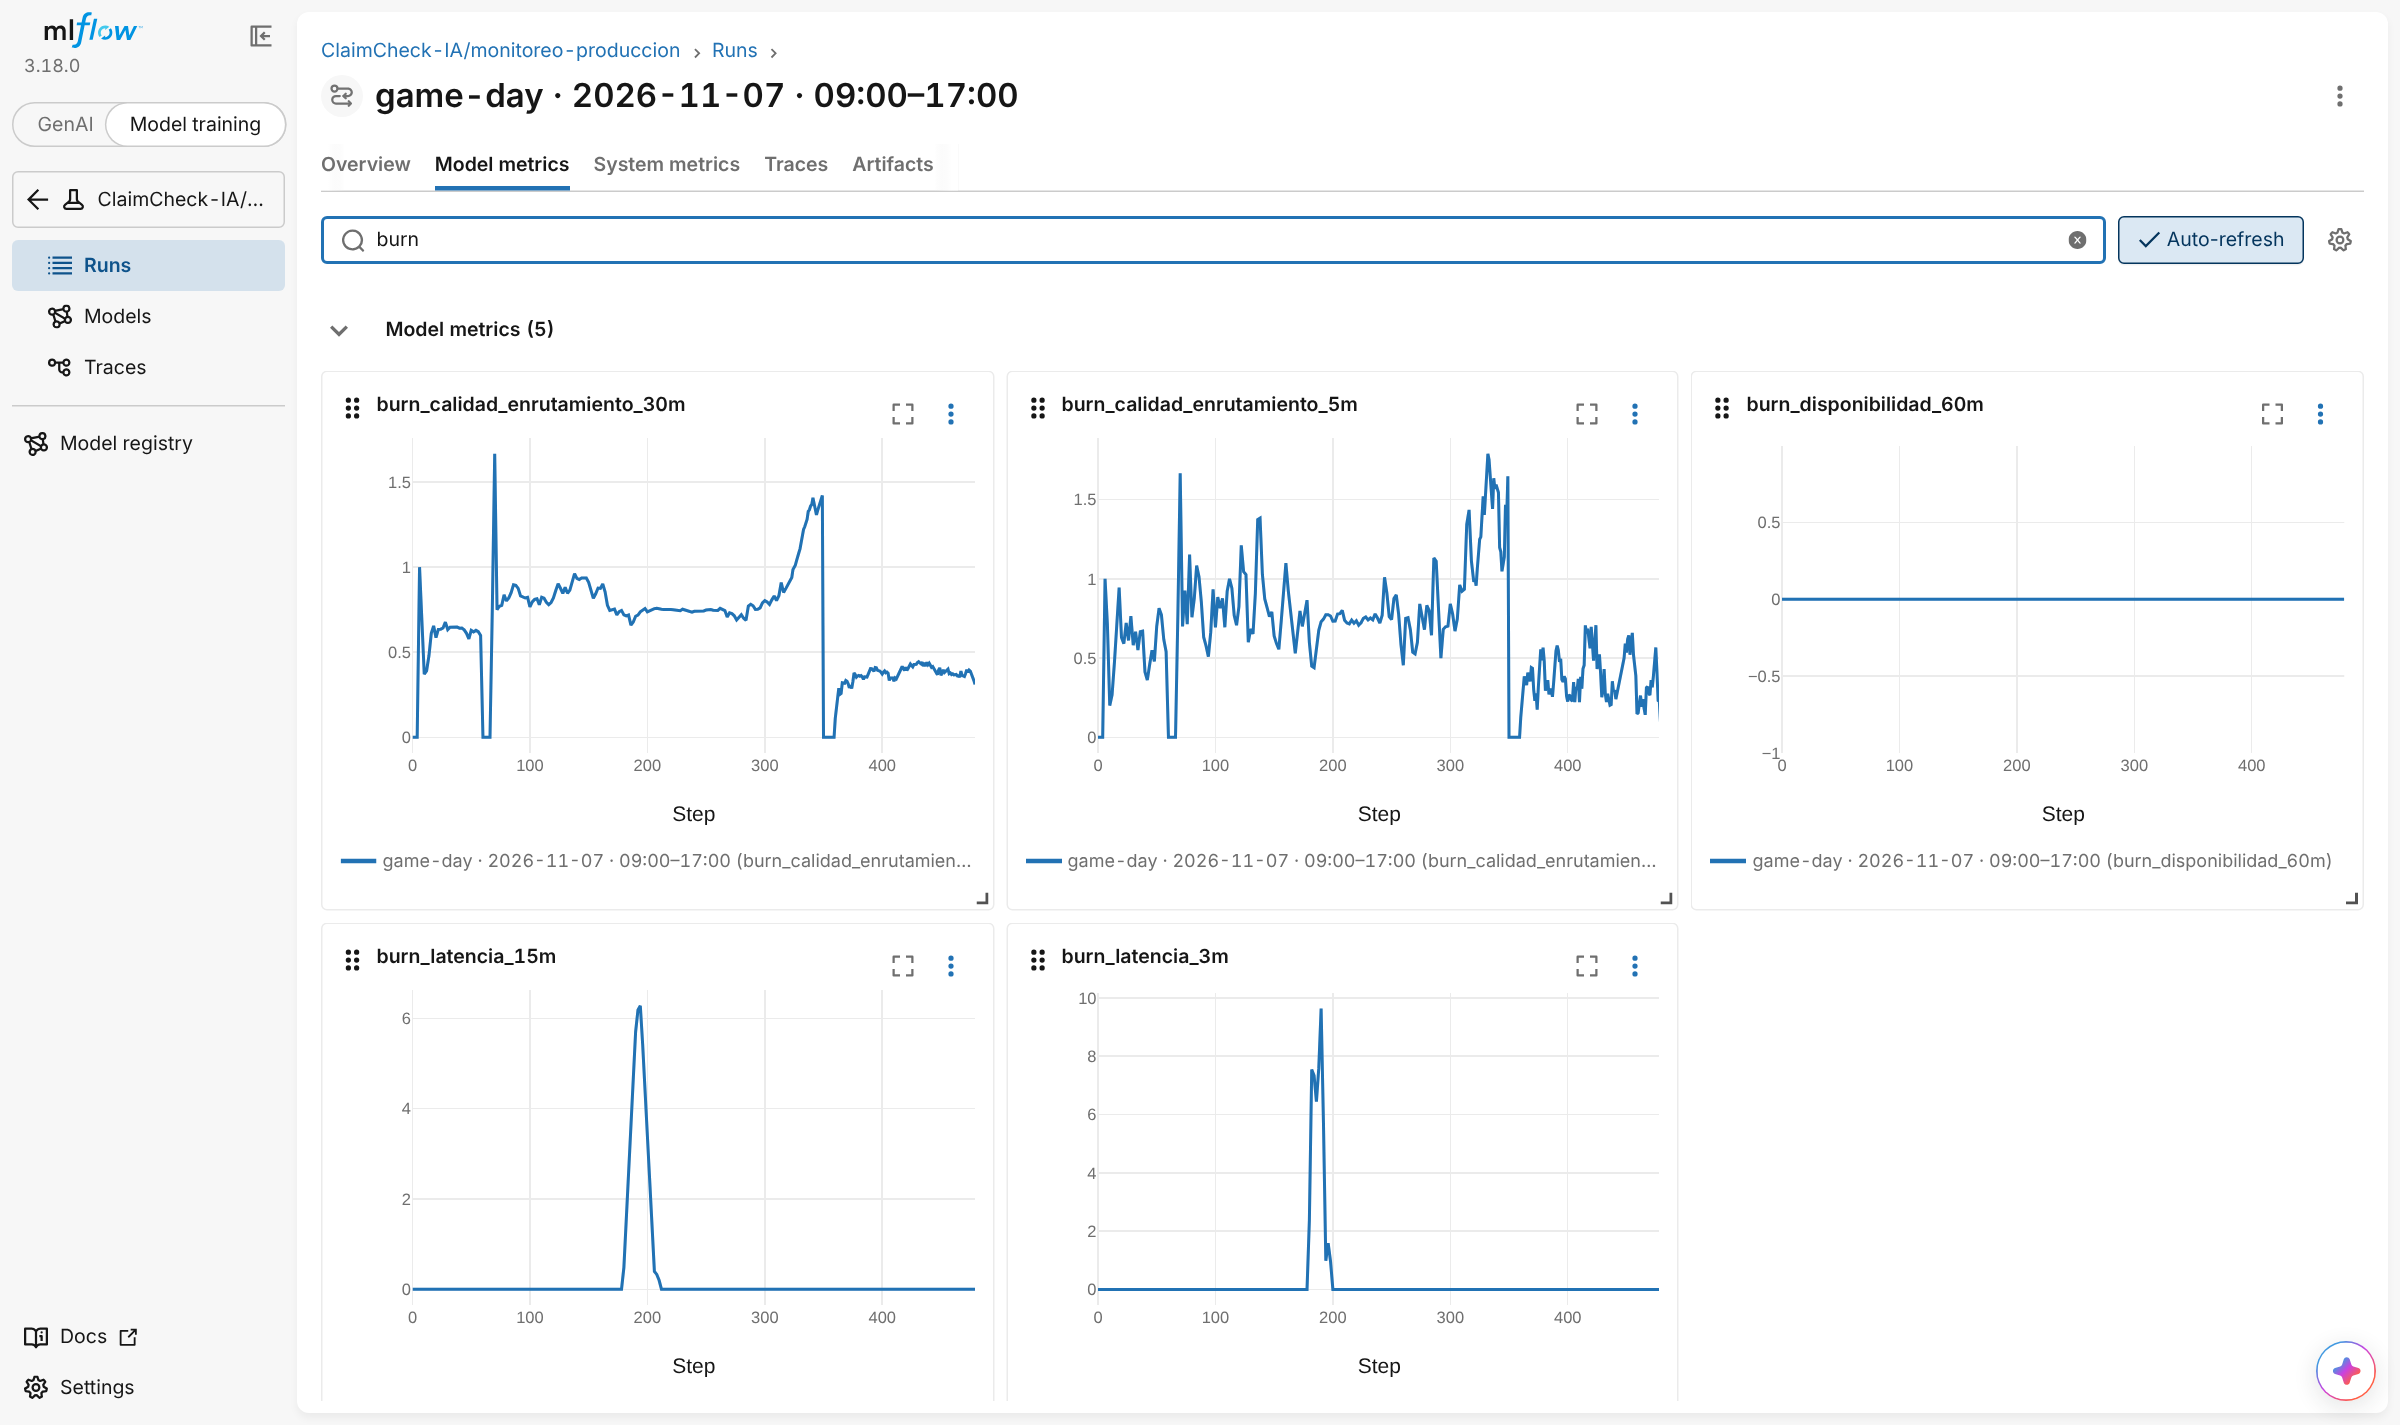 mlflow
3.18.0
GenAI
Model training
ClaimCheck-IA/...
Runs
Models
Traces
Model registry
Docs
Settings
ClaimCheck-IA/monitoreo-produccion
Runs
game-day · 2026-11-07 · 09:00–17:00
Overview
Model metrics
System metrics
Traces
Artifacts
burn
Auto-refresh
Model metrics (5)
burn_calidad_enrutamiento_30m
1.5
1
0.5
0
0
100
200
300
400
Step
game-day · 2026-11-07 · 09:00–17:00 (burn_calidad_enrutamien...
burn_calidad_enrutamiento_5m
1.5
1
0.5
0
0
100
200
300
400
Step
game-day · 2026-11-07 · 09:00–17:00 (burn_calidad_enrutamien...
burn_disponibilidad_60m
0.5
0
−0.5
−1
0
100
200
300
400
Step
game-day · 2026-11-07 · 09:00–17:00 (burn_disponibilidad_60m)
burn_latencia_15m
6
4
2
0
0
100
200
300
400
Step
burn_latencia_3m
10
8
6
4
2
0
0
100
200
300
400
Step